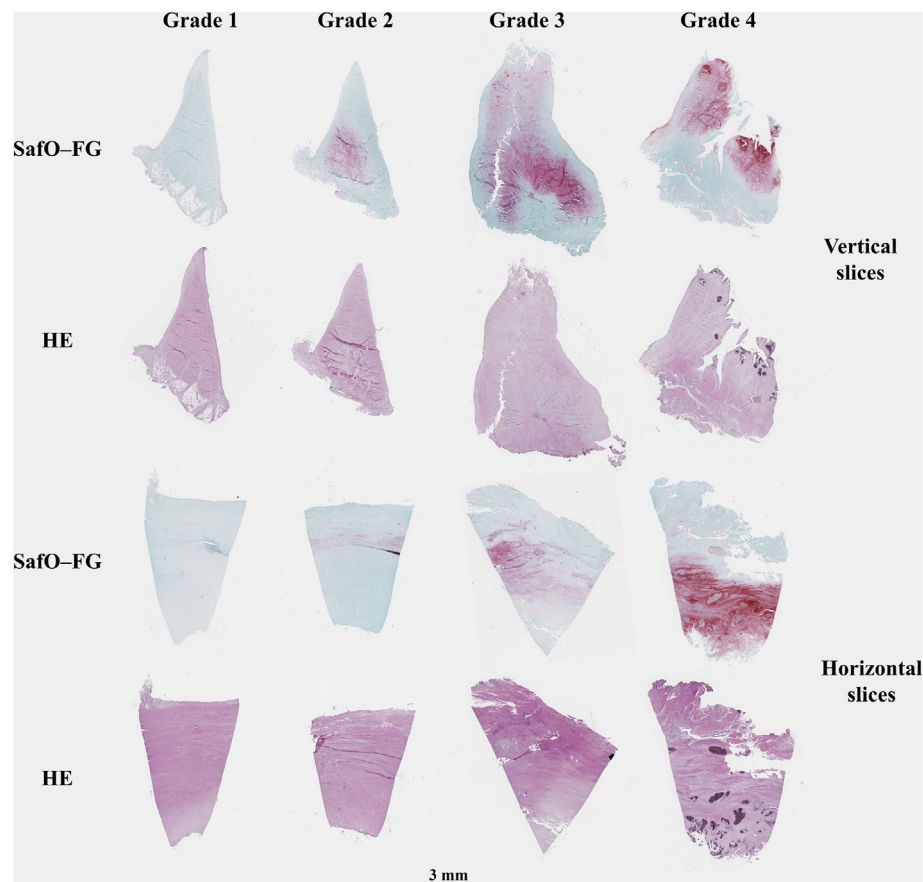 Grade 1 Grade 2 Grade 3 Grade 4
SafO–FG
Vertical
slices
HE
SafO–FG
Horizontal
slices
HE
3 mm